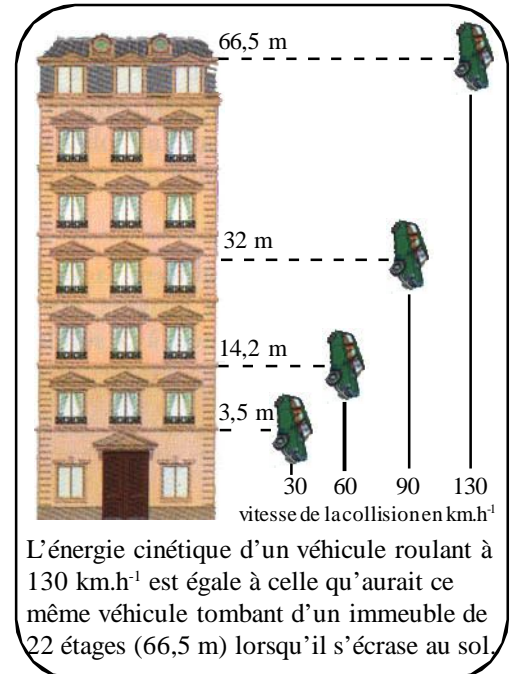 66,5 m
32 m
14,2 m
3,5 m
30 60 90 130
vitesse de la collision en km.h-1
L'énergie cinétique d'un véhicule roulant à
130 km.h-1 est égale à celle qu'aurait ce
même véhicule tombant d'un immeuble de
22 étages (66,5 m) lorsqu'il s'écrase au sol.